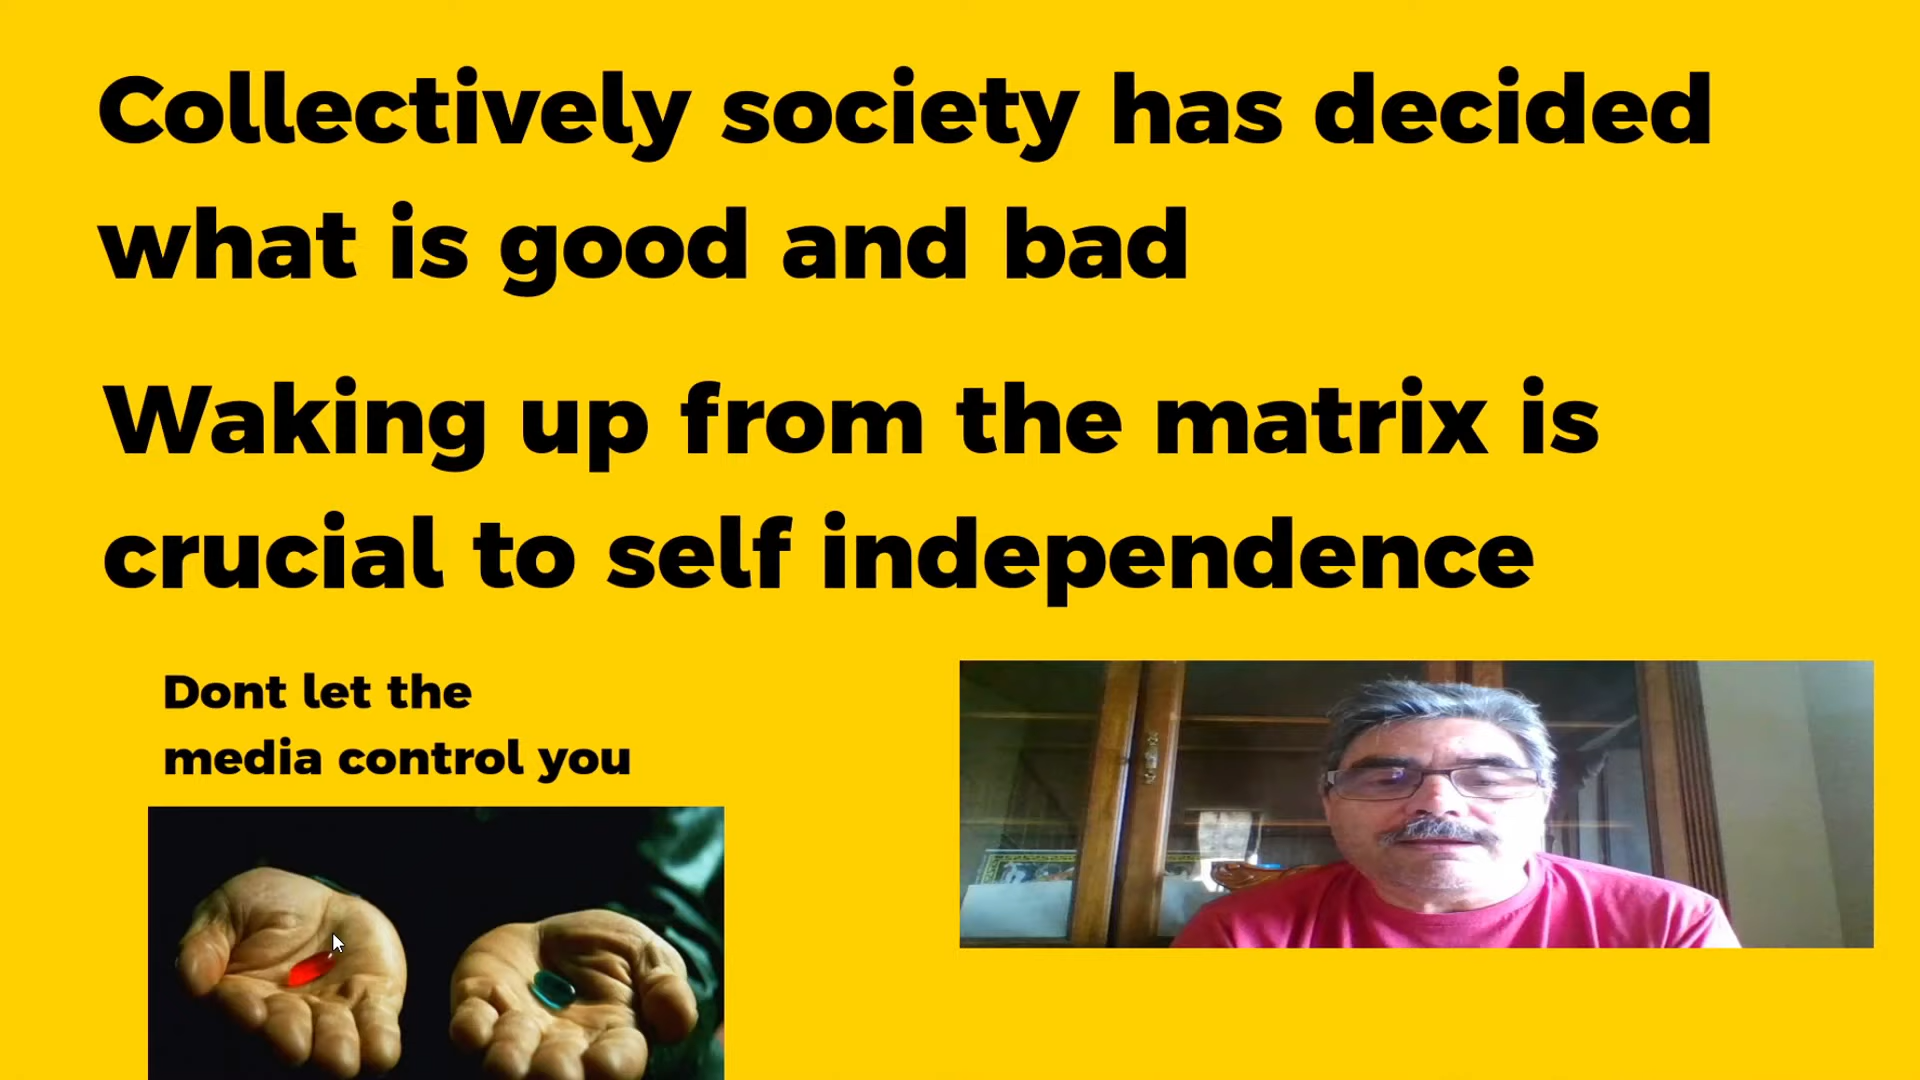 Collectively society has decided
what is good and bad
Waking up from the matrix is
crucial to self independence
Dont let the
media control you